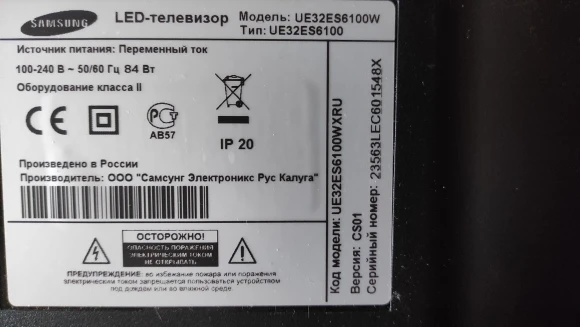 SAMSUNG LED-телевизор Модель: UE32ES6100W
Тип: UE32ES6100
Источник питания: Переменный ток
100-240 В ~ 50/60 Гц 84 Вт
Оборудование класса II
АВ57
IP 20
Произведено в России
Производитель: ООО "Самсунг Электроникс Рус Калуга"
ОСТОРОЖНО!
ОПАСНОСТЬ ПОРАЖЕНИЯ
ЭЛЕКТРИЧЕСКИМ ТОКОМ
НЕ ОТКРЫВАТЬ
ПРЕДУПРЕЖДЕНИЕ: во избежание пожара или поражения
электрическим током запрещается пользоваться устройством
под дождем или во влажной среде.
Код модели: UE32ES6100WXRU
Версия: CS01
Серийный номер: 23563LEC601548X